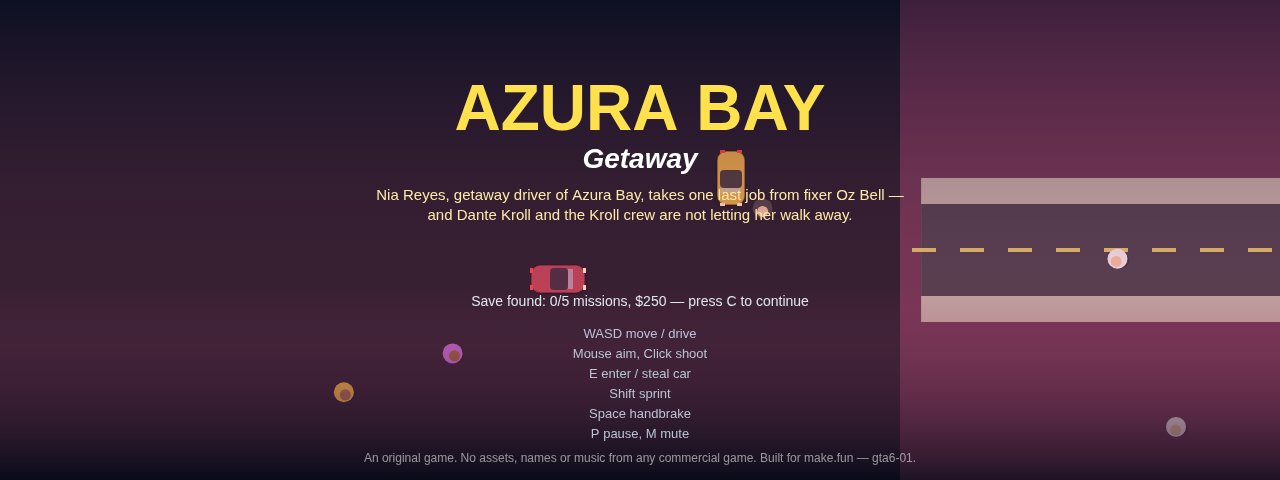 AZURA BAY
Getaway
Nia Reyes, getaway driver of Azura Bay, takes one last job from fixer Oz Bell —
and Dante Kroll and the Kroll crew are not letting her walk away.
Save found: 0/5 missions, $250 — press C to continue
WASD move / drive
Mouse aim, Click shoot
E enter / steal car
Shift sprint
Space handbrake
P pause, M mute
An original game. No assets, names or music from any commercial game. Built for make.fun — gta6-01.